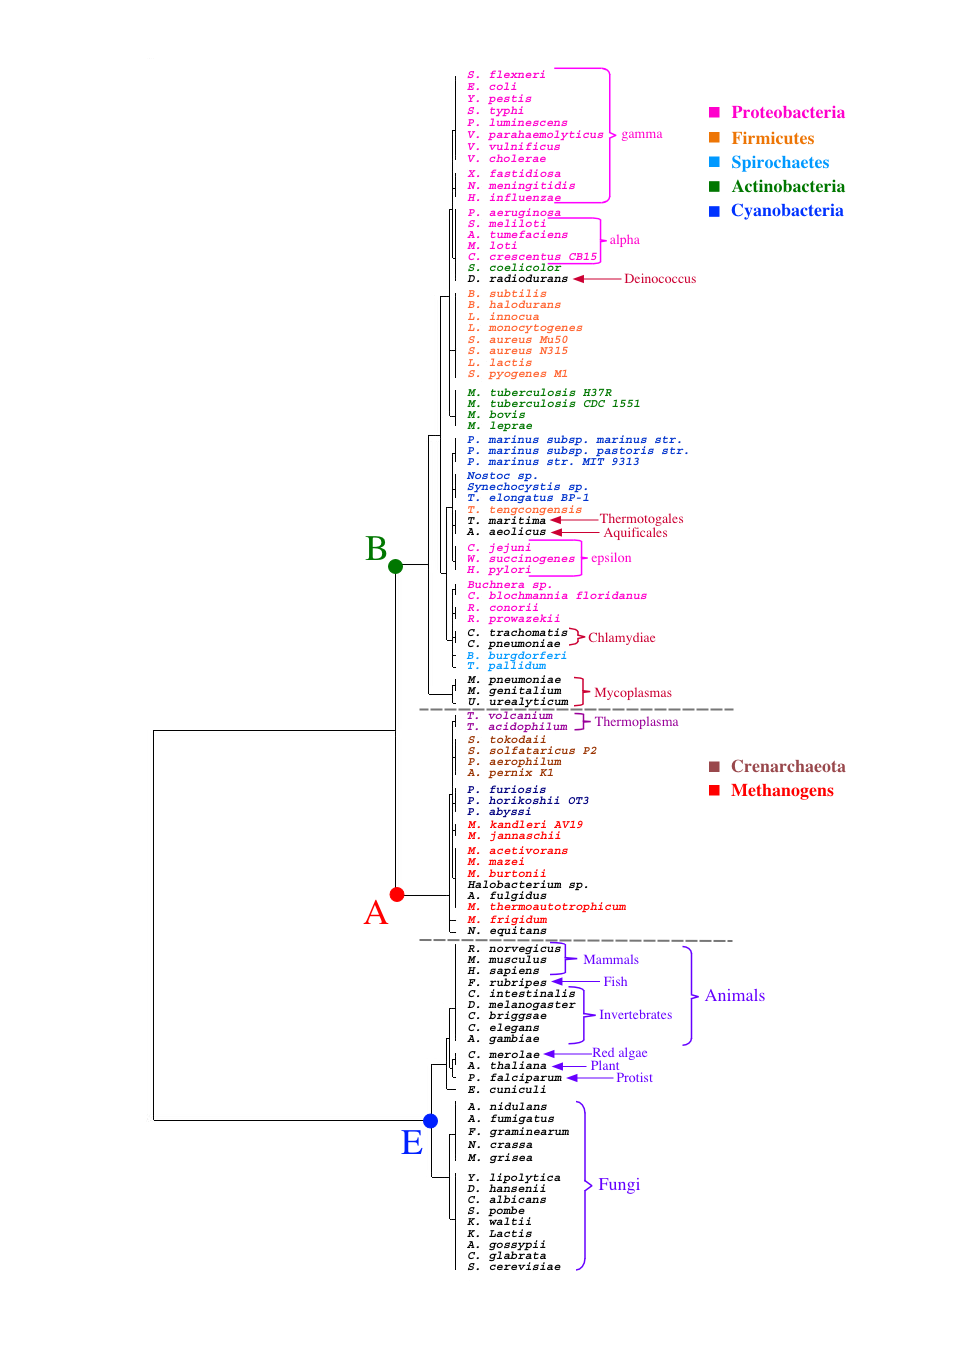 S. flexneri
E. coli
Y. pestis
S. typhi
P. luminescens
V. parahaemolyticus
gamma
V. vulnificus
V. cholerae
X. fastidiosa
N. meningitidis
H. influenzae
P. aeruginosa
S. meliloti
A. tumefaciens
alpha
M. loti
C. crescentus CB15
S. coelicolor
D. radiodurans
Deinococcus
B. subtilis
B. halodurans
L. innocua
L. monocytogenes
S. aureus Mu50
S. aureus N315
L. lactis
S. pyogenes M1
M. tuberculosis H37R
M. tuberculosis CDC 1551
M. bovis
M. leprae
P. marinus subsp. marinus str.
P. marinus subsp. pastoris str.
P. marinus str. MIT 9313
Nostoc sp.
Synechocystis sp.
T. elongatus BP-1
T. tengcongensis
T. maritima
Thermotogales
A. aeolicus
Aquificales
C. jejuni
W. succinogenes
epsilon
H. pylori
Buchnera sp.
C. blochmannia floridanus
R. conorii
R. prowazekii
C. trachomatis
C. pneumoniae
Chlamydiae
B. burgdorferi
T. pallidum
M. pneumoniae
M. genitalium
Mycoplasmas
U. urealyticum
Proteobacteria
Firmicutes
Spirochaetes
Actinobacteria
Cyanobacteria
B
T. volcanium
T. acidophilum
Thermoplasma
S. tokodaii
S. solfataricus P2
P. aerophilum
A. pernix K1
P. furiosis
P. horikoshii OT3
P. abyssi
M. kandleri AV19
M. jannaschii
M. acetivorans
M. mazei
M. burtonii
Halobacterium sp.
A. fulgidus
M. thermoautotrophicum
M. frigidum
N. equitans
Crenarchaeota
Methanogens
A
R. norvegicus
M. musculus
Mammals
H. sapiens
F. rubripes
Fish
C. intestinalis
D. melanogaster
C. briggsae
Invertebrates
C. elegans
A. gambiae
Animals
C. merolae
Red algae
A. thaliana
Plant
P. falciparum
Protist
E. cuniculi
E
A. nidulans
A. fumigatus
F. graminearum
N. crassa
M. grisea
Y. lipolytica
D. hansenii
Fungi
C. albicans
S. pombe
K. waltii
K. Lactis
A. gossypii
C. glabrata
S. cerevisiae